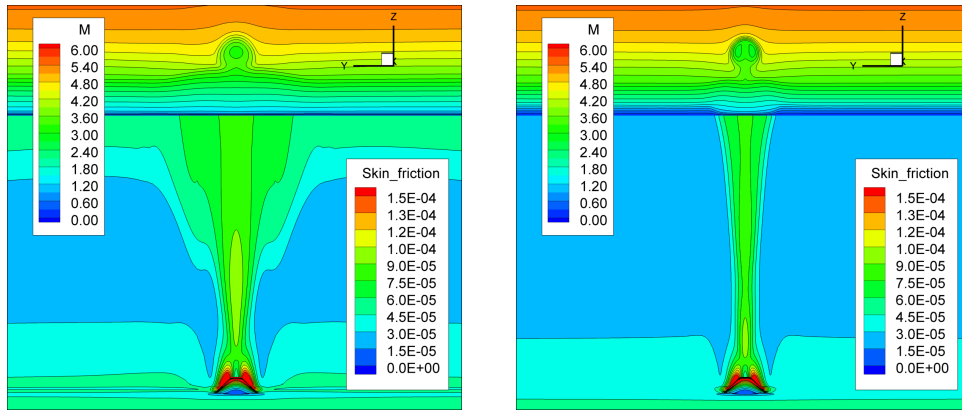 M
6.00
5.40
4.80
4.20
3.60
3.00
2.40
1.80
1.20
0.60
0.00
Z
Y
X
Skin_friction
1.5E-04
1.3E-04
1.2E-04
1.0E-04
9.0E-05
7.5E-05
6.0E-05
4.5E-05
3.0E-05
1.5E-05
0.0E+00
M
6.00
5.40
4.80
4.20
3.60
3.00
2.40
1.80
1.20
0.60
0.00
Z
Y
X
Skin_friction
1.5E-04
1.3E-04
1.2E-04
1.0E-04
9.0E-05
7.5E-05
6.0E-05
4.5E-05
3.0E-05
1.5E-05
0.0E+00